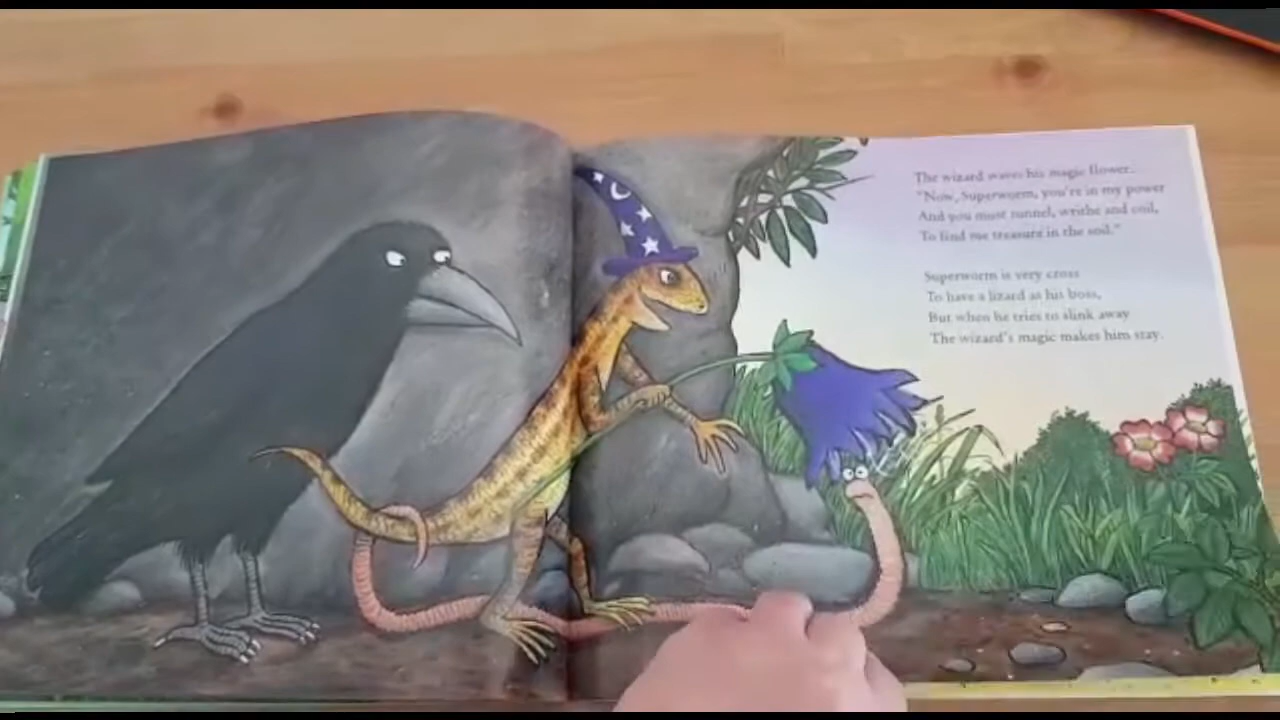 The wizard waves his magic flower.
"Now, Superworm, you're in my power
And you must tunnel, writhe and coil,
To find me treasure in the soil."
Superworm is very cross
To have a lizard as his boss,
But when he tries to slink away
The wizard's magic makes him stay.